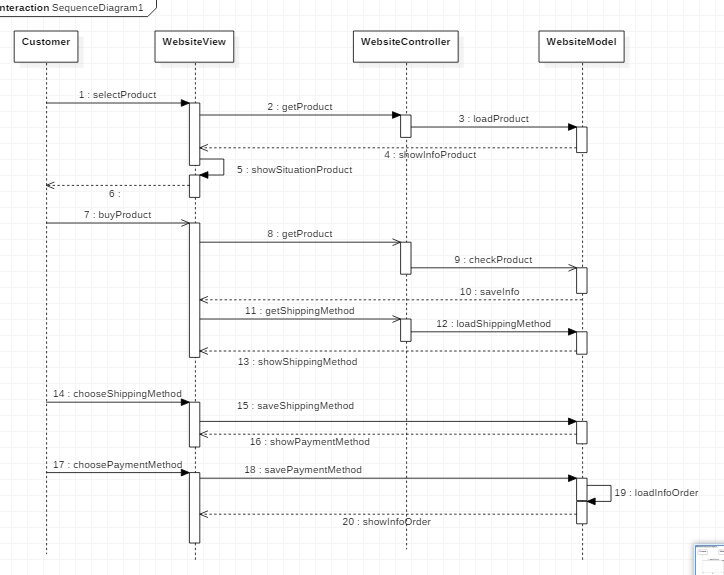 nteraction SequenceDiagram1
Customer
WebsiteView
WebsiteController
WebsiteModel
1 : selectProduct
2 : getProduct
3 : loadProduct
4 : showInfoProduct
5 : showSituationProduct
6 :
7 : buyProduct
8 : getProduct
9 : checkProduct
10 : saveInfo
11 : getShippingMethod
12 : loadShippingMethod
13 : showShippingMethod
14 : chooseShippingMethod
15 : saveShippingMethod
16 : showPaymentMethod
17 : choosePaymentMethod
18 : savePaymentMethod
19 : loadInfoOrder
20 : showInfoOrder